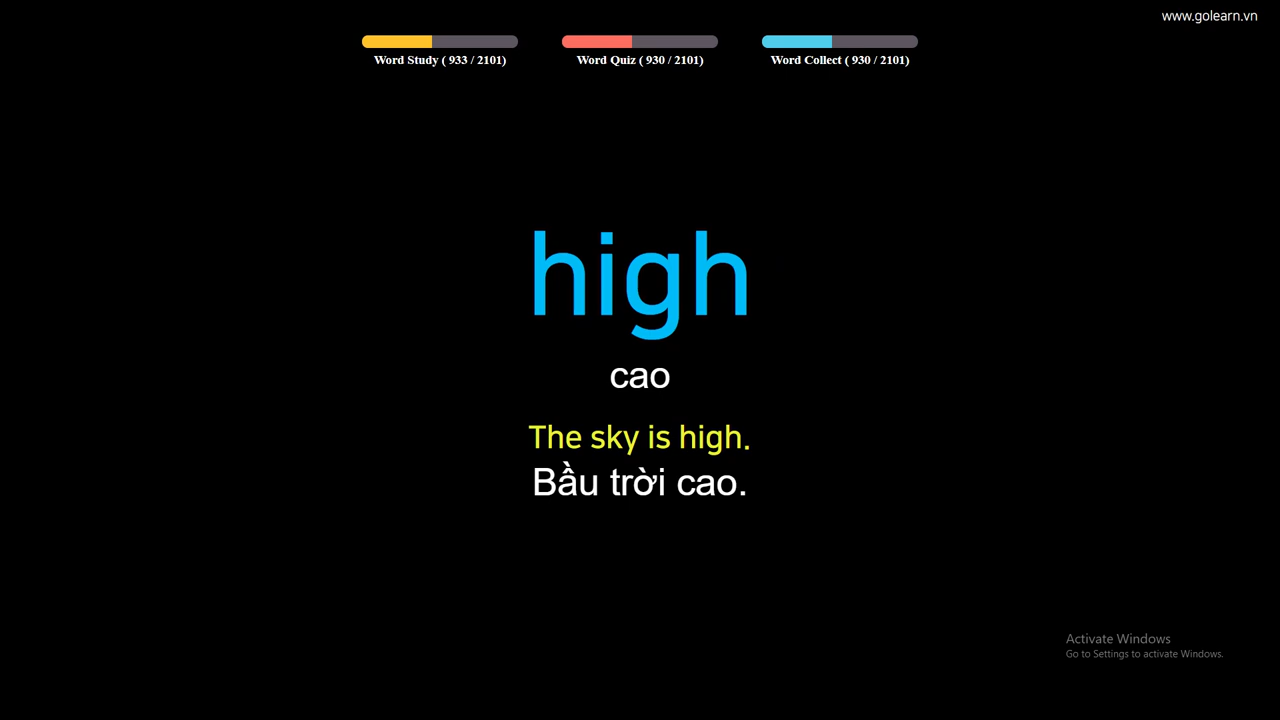 www.golearn.vn
Word Study ( 933 / 2101)
Word Quiz ( 930 / 2101)
Word Collect ( 930 / 2101)
high
cao
The sky is high.
Bầu trời cao.
Activate Windows
Go to Settings to activate Windows.